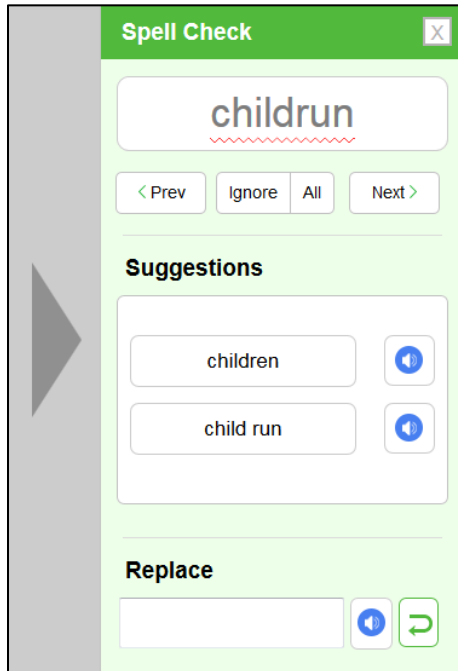 Spell Check X
childrun
< Prev Ignore All Next >
Suggestions
children
child run
Replace